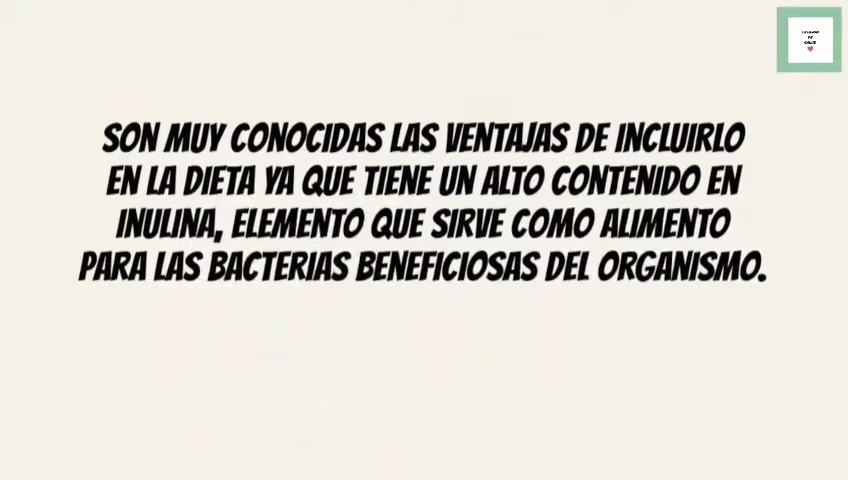 SON MUY CONOCIDAS LAS VENTAJAS DE INCLUIRLO
EN LA DIETA YA QUE TIENE UN ALTO CONTENIDO EN
INULINA, ELEMENTO QUE SIRVE COMO ALIMENTO
PARA LAS BACTERIAS BENEFICIOSAS DEL ORGANISMO.